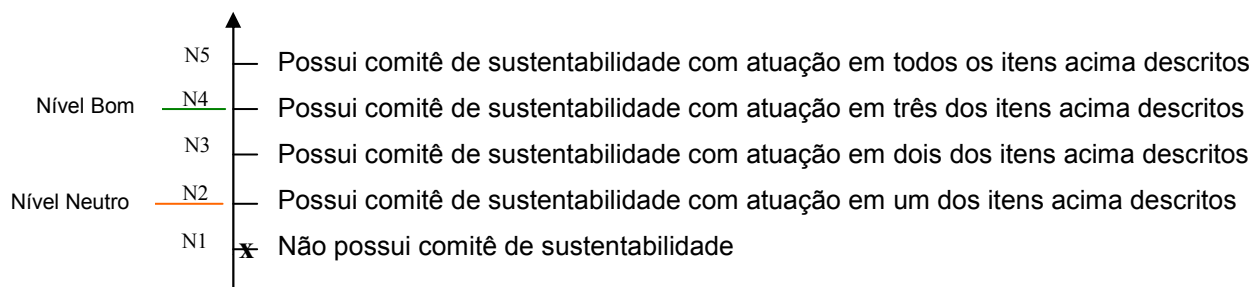 N5 Possui comitê de sustentabilidade com atuação em todos os itens acima descritos
Nível Bom N4 Possui comitê de sustentabilidade com atuação em três dos itens acima descritos
N3 Possui comitê de sustentabilidade com atuação em dois dos itens acima descritos
Nível Neutro N2 Possui comitê de sustentabilidade com atuação em um dos itens acima descritos
N1 x Não possui comitê de sustentabilidade